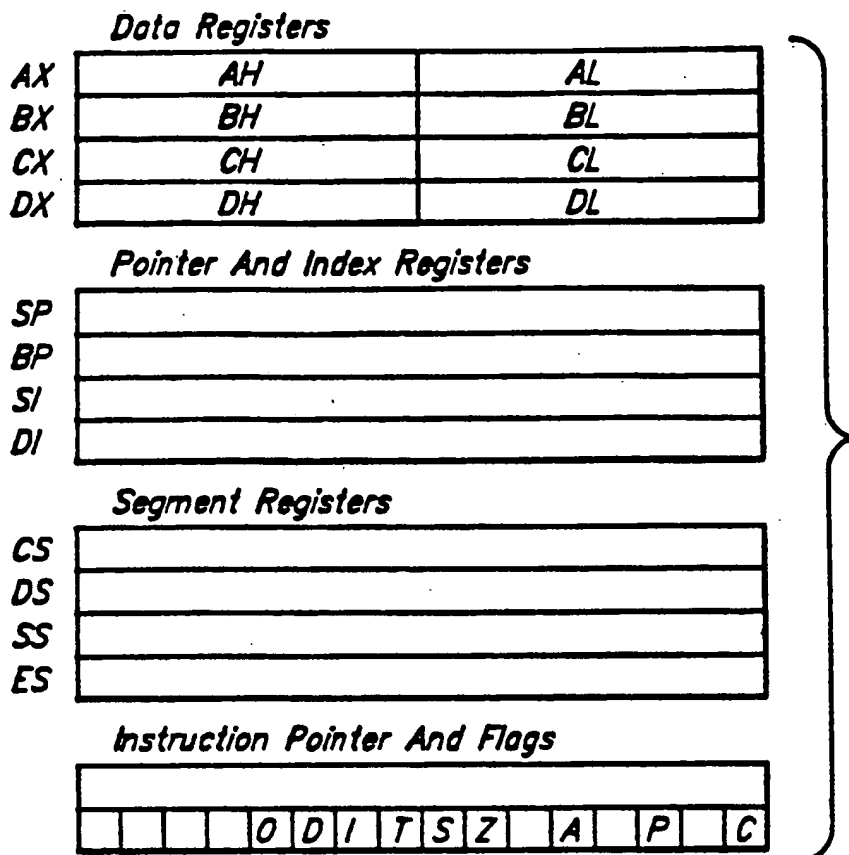 Data Registers
AX AH AL
BX BH BL
CX CH CL
DX DH DL
Pointer And Index Registers
SP
BP
SI
DI
Segment Registers
CS
DS
SS
ES
Instruction Pointer And Flags
O D I T S Z A P C